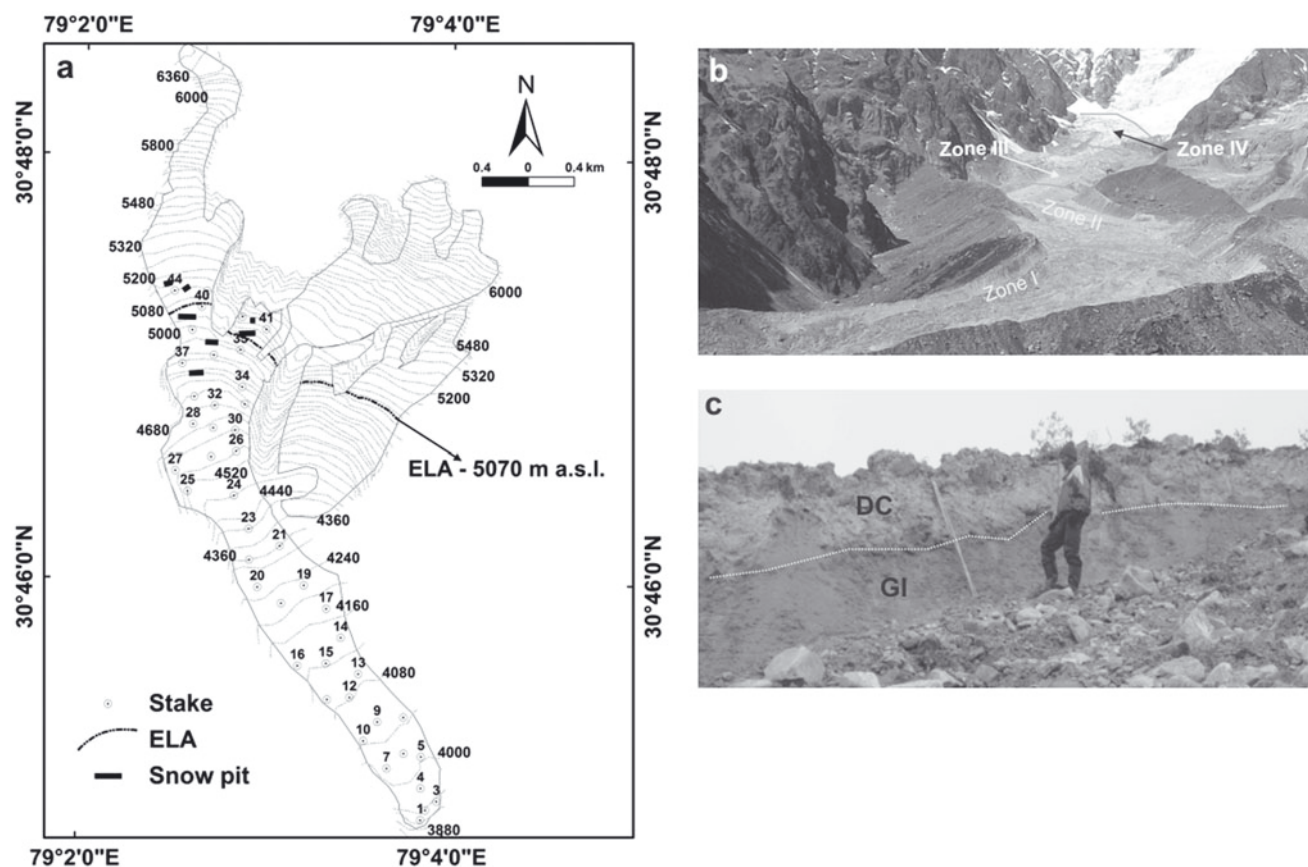 79°2'0"E
79°4'0"E
a
6360
6000
N
5800
0.4
0
0.4 km
30°48'0"N
30°48'0"N
5480
5320
5200
44
6000
40
5080
41
5000
35
5480
37
5320
34
5200
32
28
30
4680
26
ELA - 5070 m a.s.l.
27
4520
25
24
4440
4360
23
21
4360
4240
30°46'0"N
30°46'0"N
20
19
17
4160
14
16
15
13
4080
12
9
10
5
4000
7
4
3
1
3880
Stake
ELA
Snow pit
79°2'0"E
79°4'0"E
b
Zone III
Zone IV
Zone II
Zone I
c
DC
GI